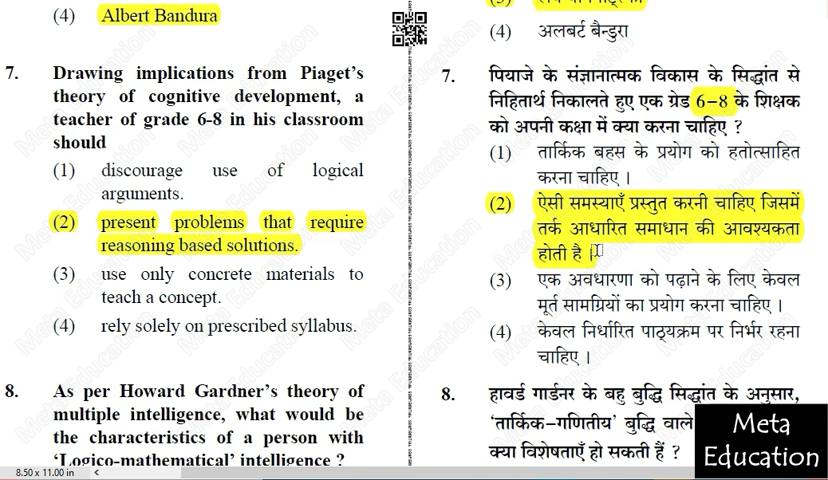 (4) Albert Bandura
7. Drawing implications from Piaget's
theory of cognitive development, a
teacher of grade 6-8 in his classroom
should
(1) discourage use of logical
arguments.
(2) present problems that require
reasoning based solutions.
(3) use only concrete materials to
teach a concept.
(4) rely solely on prescribed syllabus.
8. As per Howard Gardner's theory of
multiple intelligence, what would be
the characteristics of a person with
'Logico-mathematical' intelligence ?
(4) अलबर्ट बैन्डुरा
7. पियाजे के संज्ञानात्मक विकास के सिद्धांत से
निहितार्थ निकालते हुए एक ग्रेड 6–8 के शिक्षक
को अपनी कक्षा में क्या करना चाहिए ?
(1) तार्किक बहस के प्रयोग को हतोत्साहित
करना चाहिए ।
(2) ऐसी समस्याएँ प्रस्तुत करनी चाहिए जिसमें
तर्क आधारित समाधान की आवश्यकता
होती है ।
(3) एक अवधारणा को पढ़ाने के लिए केवल
मूर्त सामग्रियों का प्रयोग करना चाहिए ।
(4) केवल निर्धारित पाठ्यक्रम पर निर्भर रहना
चाहिए ।
8. हावर्ड गार्डनर के बहु बुद्धि सिद्धांत के अनुसार,
'तार्किक–गणितीय' बुद्धि वाले
क्या विशेषताएँ हो सकती हैं ?
Meta
Education
8.50 x 11.00 in